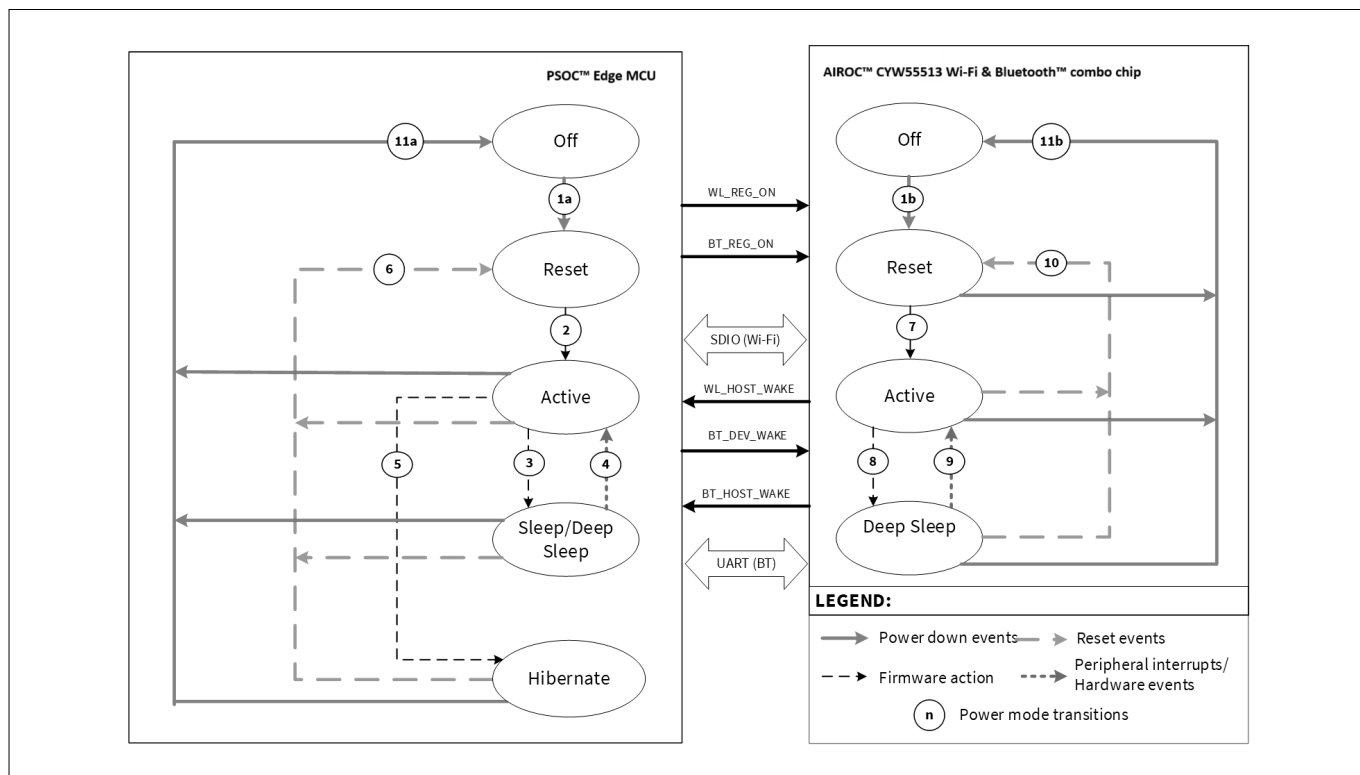 PSOC™ Edge MCU
Off
11a
1a
6
Reset
2
Active
5
3
4
Sleep/Deep
Sleep
Hibernate
WL_REG_ON
BT_REG_ON
SDIO (Wi-Fi)
WL_HOST_WAKE
BT_DEV_WAKE
BT_HOST_WAKE
UART (BT)
AIROC™ CYW55513 Wi-Fi & Bluetooth™ combo chip
Off
11b
1b
Reset
10
7
Active
8
9
Deep Sleep
LEGEND:
Power down events
Reset events
Firmware action
Peripheral interrupts/
Hardware events
n
Power mode transitions